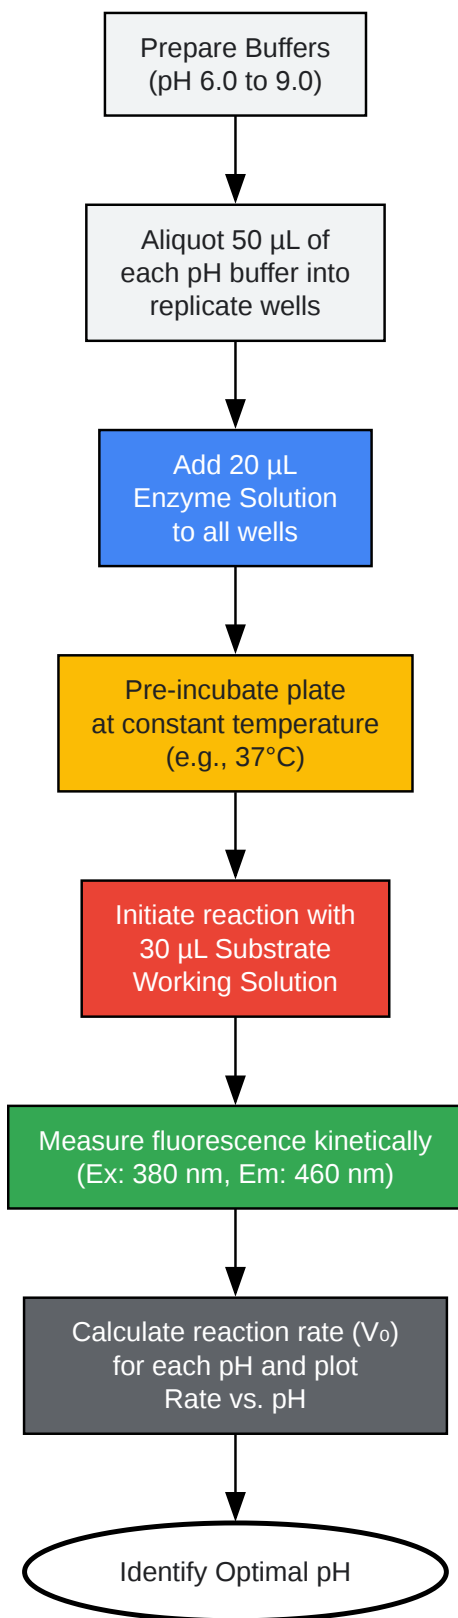 Prepare Buffers
(pH 6.0 to 9.0)
Aliquot 50 µL of
each pH buffer into
replicate wells
Add 20 µL
Enzyme Solution
to all wells
Pre-incubate plate
at constant temperature
(e.g., 37°C)
Initiate reaction with
30 µL Substrate
Working Solution
Measure fluorescence kinetically
(Ex: 380 nm, Em: 460 nm)
Calculate reaction rate (V₀)
for each pH and plot
Rate vs. pH
Identify Optimal pH